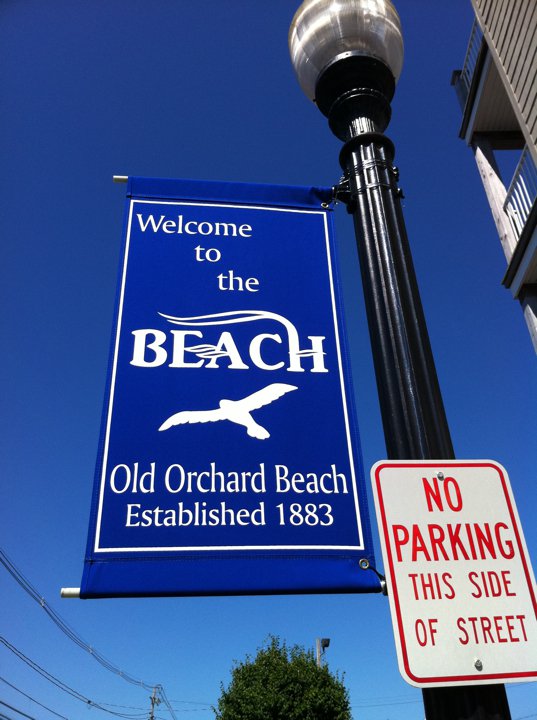 Welcome
to
the
BEACH
Old Orchard Beach
Established 1883
NO
PARKING
THIS SIDE
OF STREET